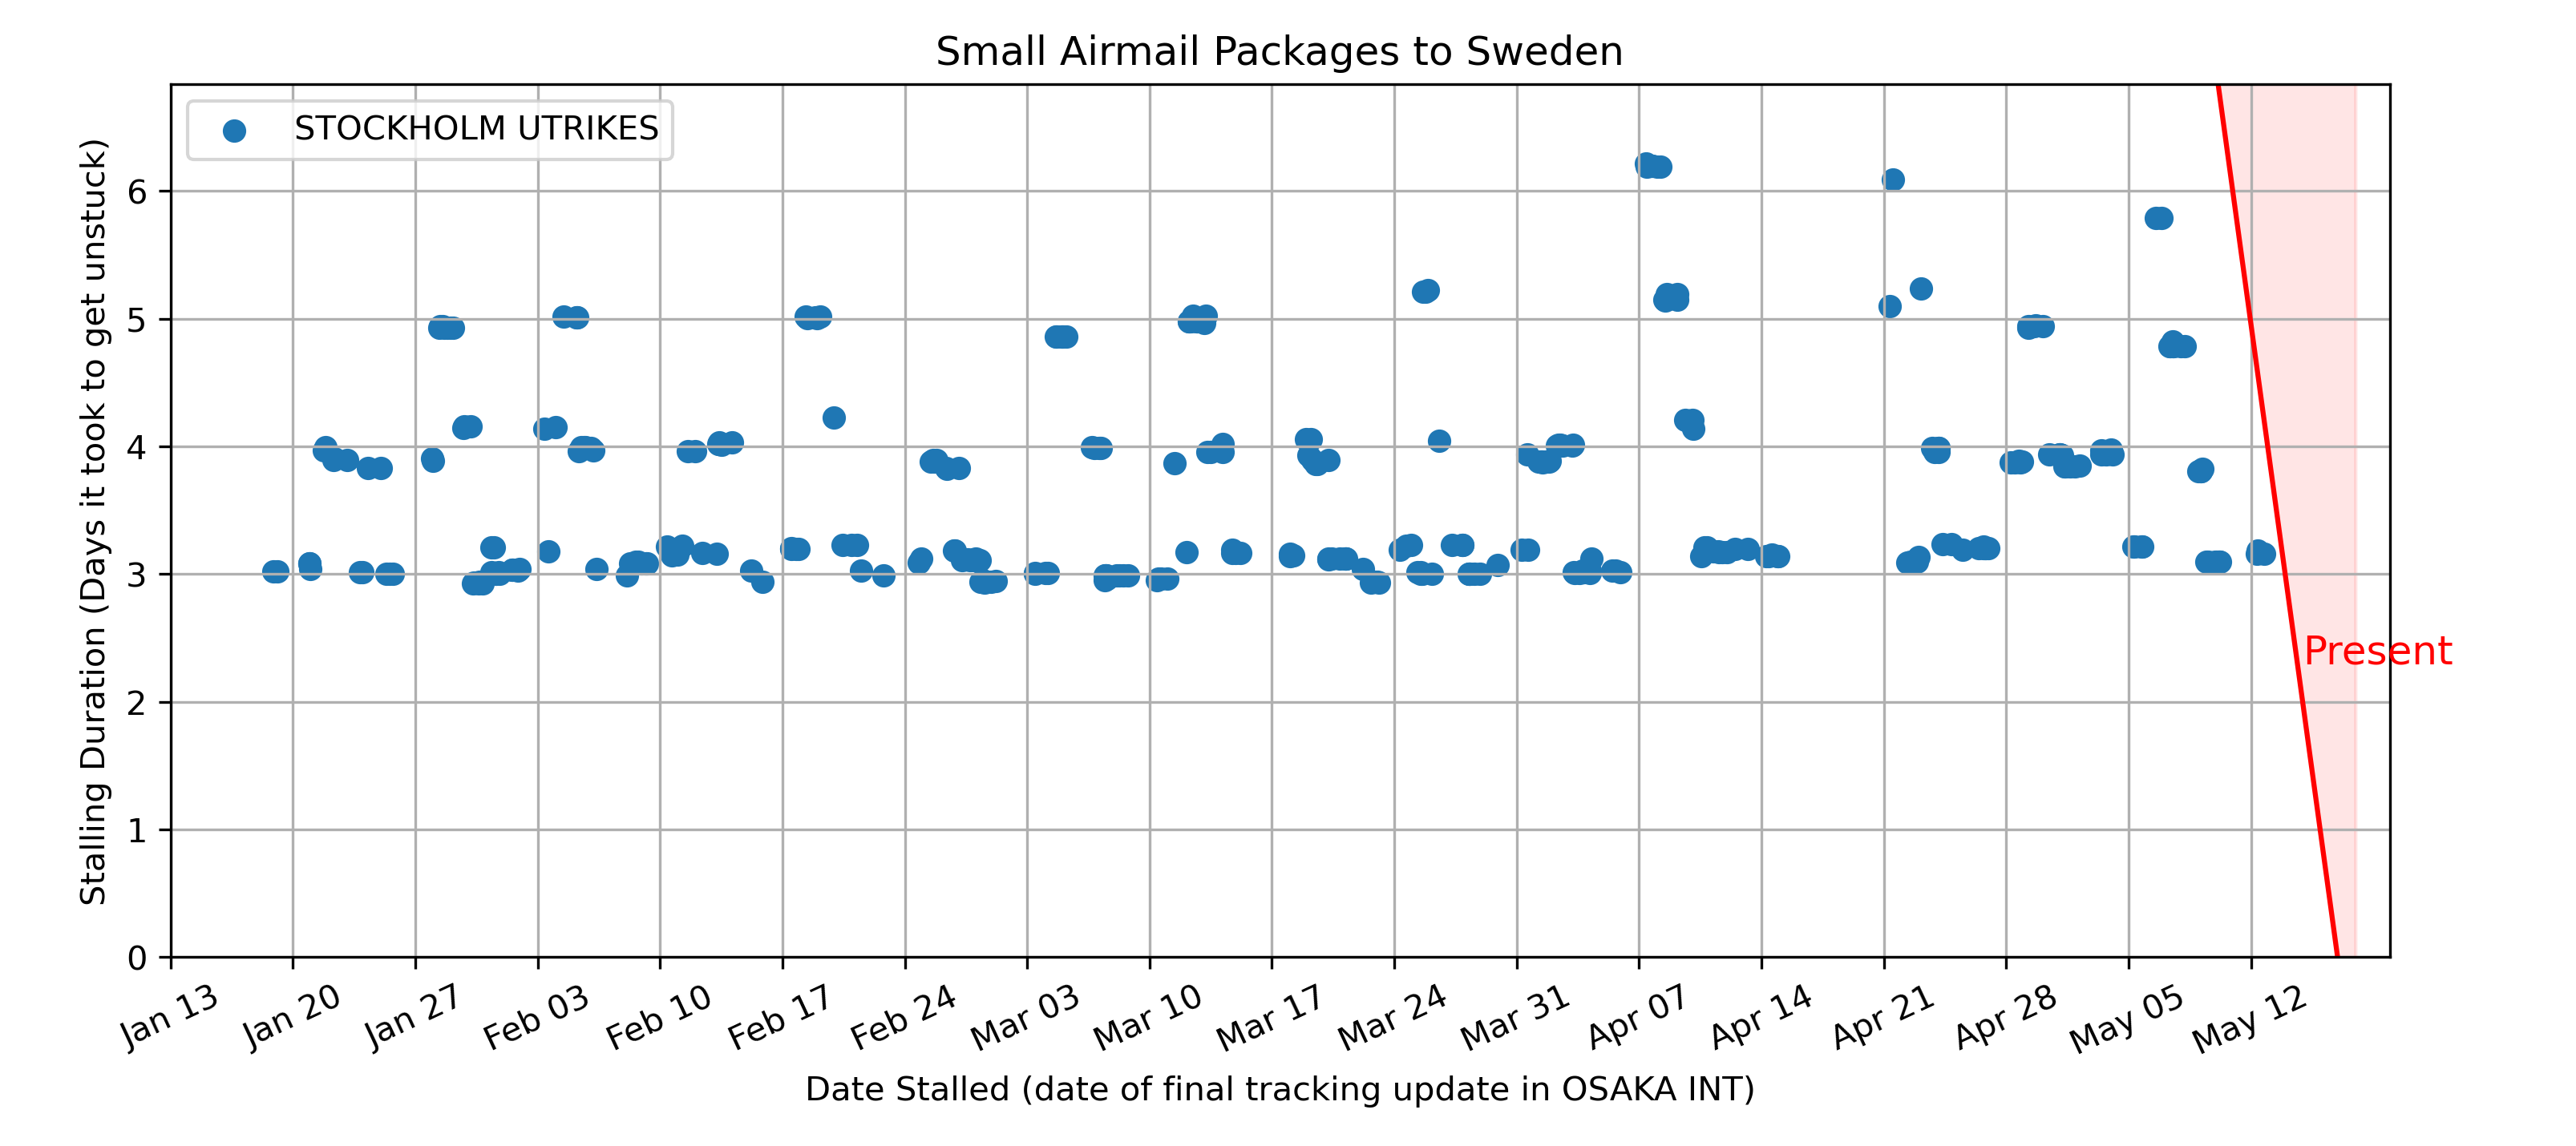 Small Airmail Packages to Sweden
STOCKHOLM UTRIKES
Stalling Duration (Days it took to get unstuck)
6
5
4
3
2
1
0
Present
Jan 13
Jan 20
Jan 27
Feb 03
Feb 10
Feb 17
Feb 24
Mar 03
Mar 10
Mar 17
Mar 24
Mar 31
Apr 07
Apr 14
Apr 21
Apr 28
May 05
May 12
Date Stalled (date of final tracking update in OSAKA INT)